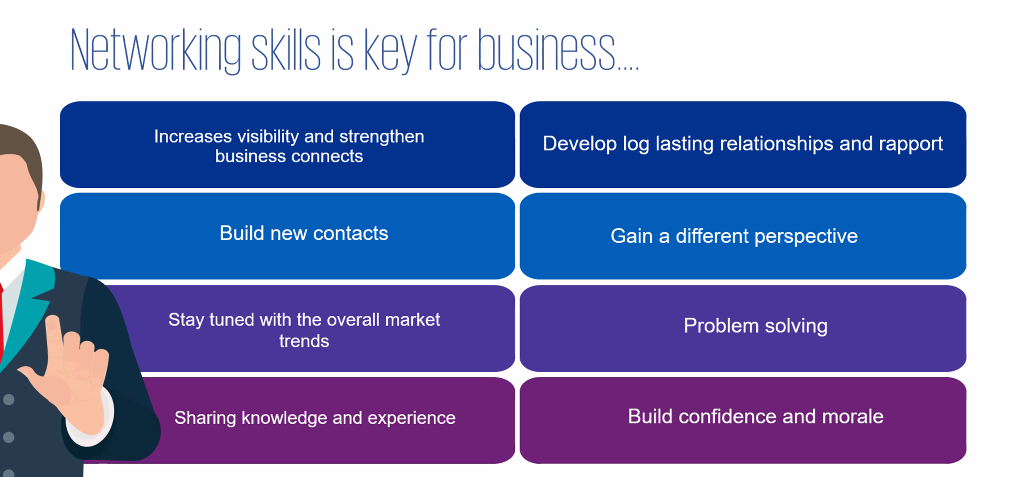 Networking skills is key for business....
Increases visibility and strengthen
business connects
Develop log lasting relationships and rapport
Build new contacts
Gain a different perspective
Stay tuned with the overall market
trends
Problem solving
Sharing knowledge and experience
Build confidence and morale